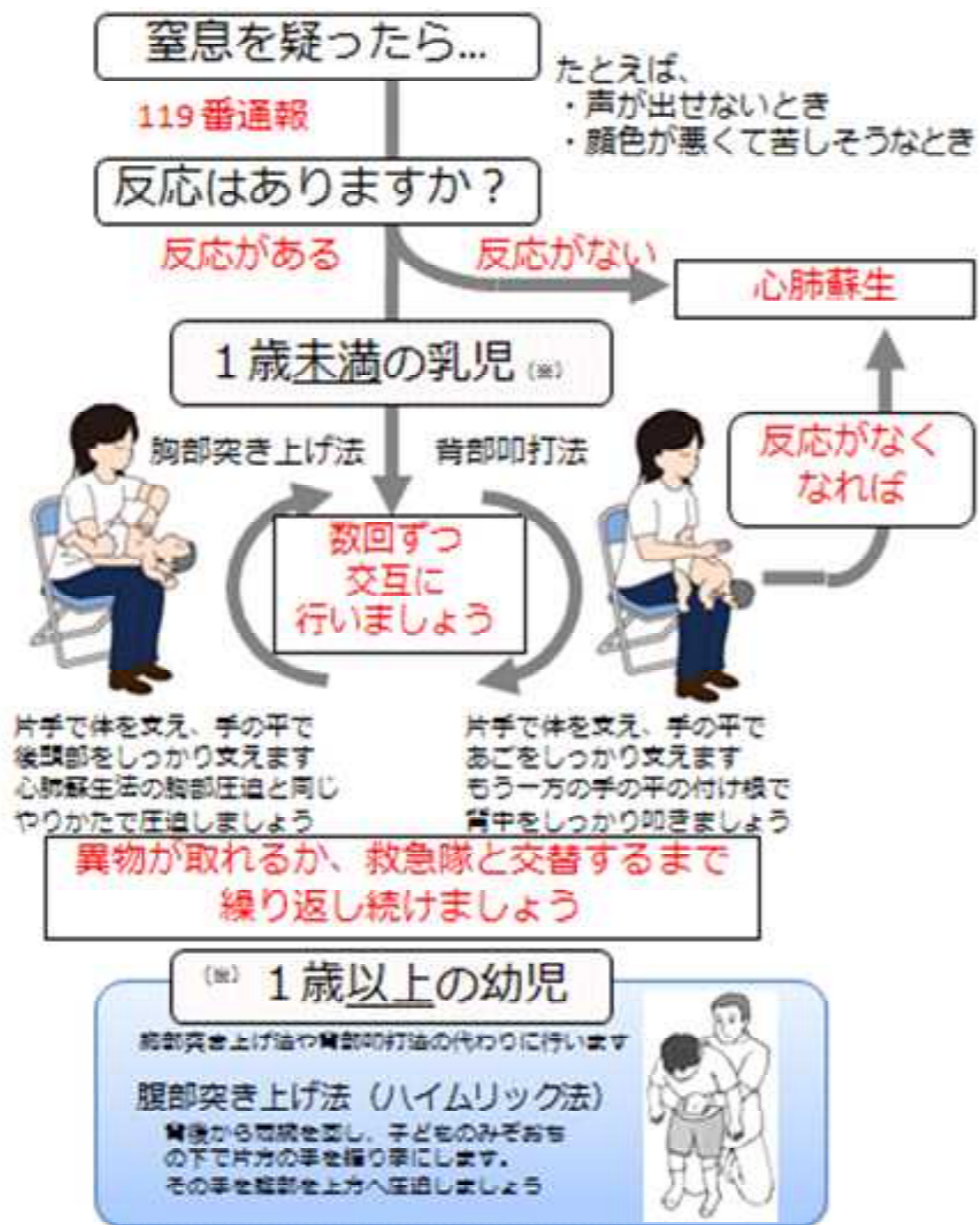 窒息を疑ったら...
たとえば、
・声が出せないとき
・顔色が悪くて苦しそうなとき
119番通報
反応はありますか？
反応がある
反応がない
心肺蘇生
１歳未満の乳児（※）
反応がなく
なれば
胸部突き上げ法
背部叩打法
数回ずつ
交互に
行いましょう
片手で体を支え、手の平で
後頭部をしっかり支えます
心肺蘇生法の胸部圧迫と同じ
やりかたで圧迫しましょう
片手で体を支え、手の平で
あごをしっかり支えます
もう一方の手の平の付け根で
背中をしっかり叩きましょう
異物が取れるか、救急隊と交替するまで
繰り返し続けましょう
（※）１歳以上の幼児
胸部突き上げ法や背部叩打法の代わりに行います
腹部突き上げ法（ハイムリック法）
背後から両腕を回し、子どものみぞおち
の下で片方の手を握り拳にします。
その手を腹部を上方へ圧迫しましょう